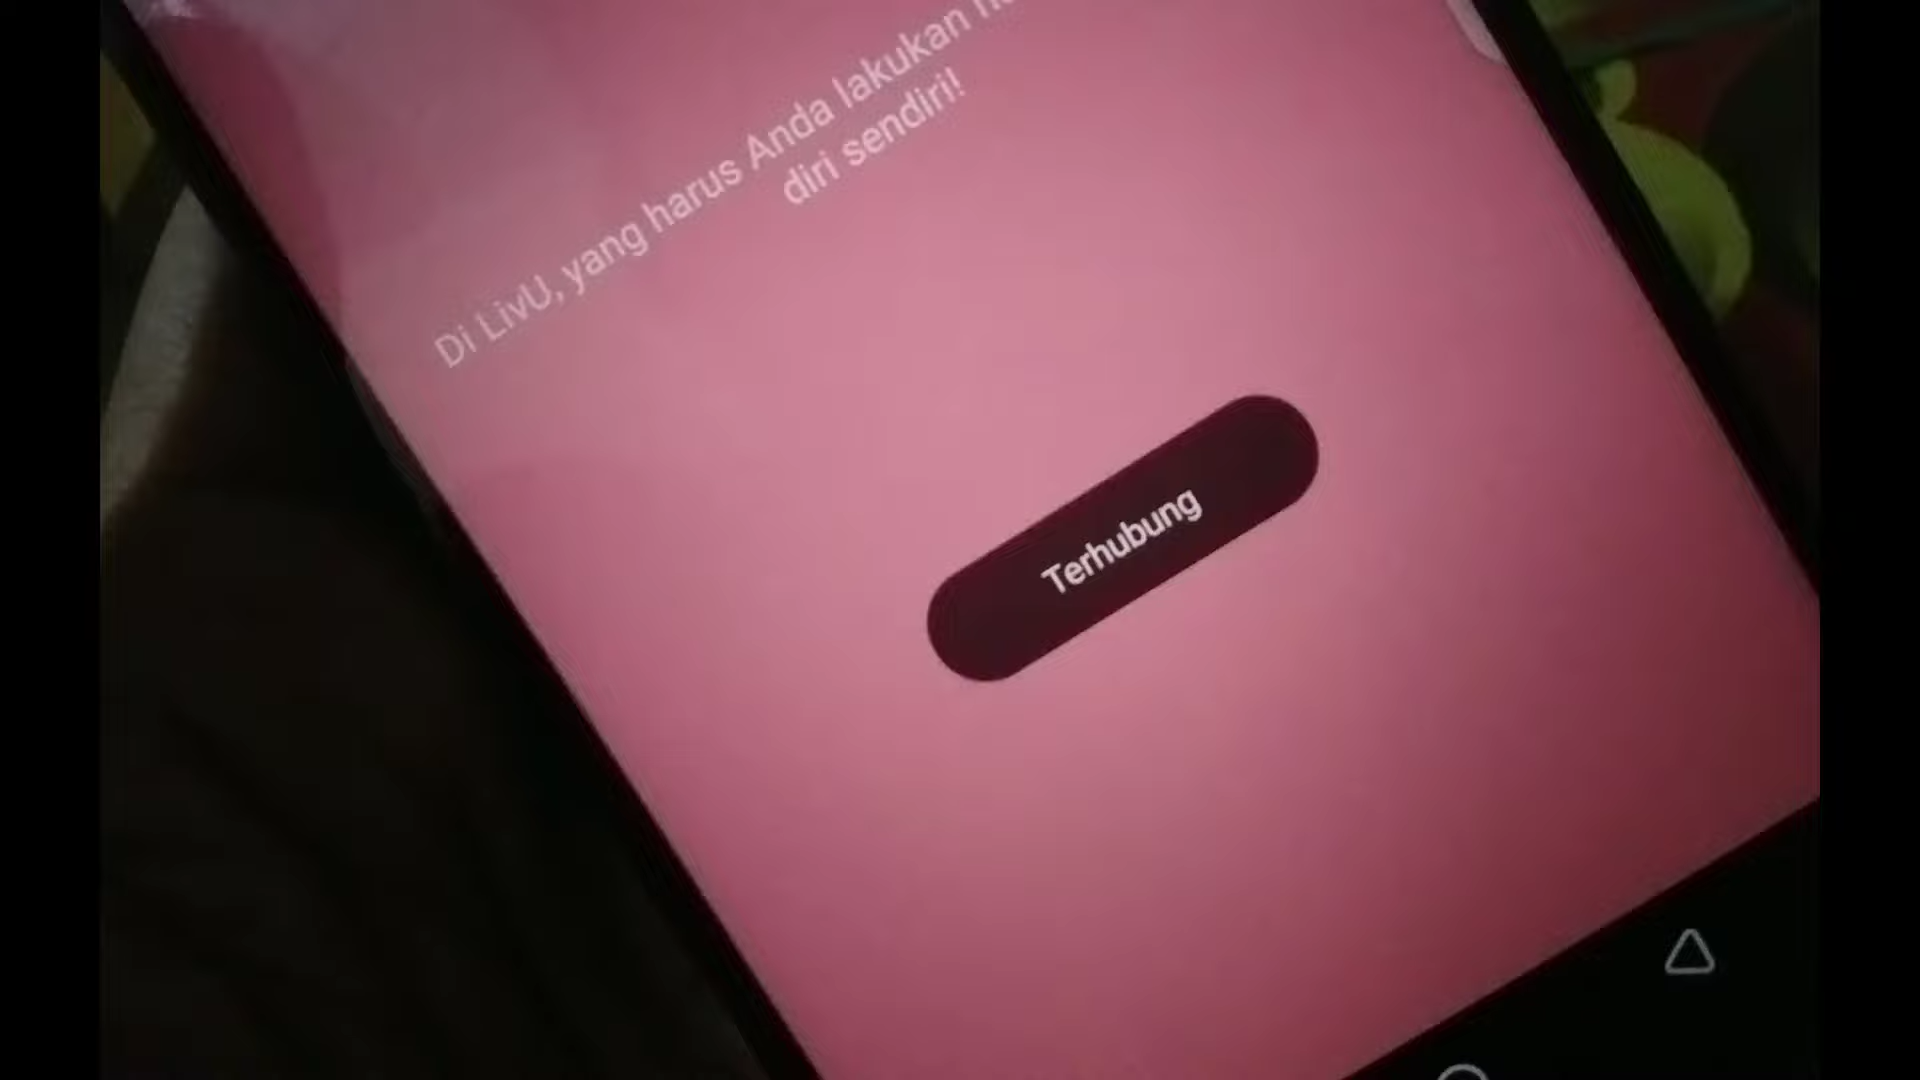 Di LivU, yang harus Anda lakukan
diri sendiri!
Terhubung